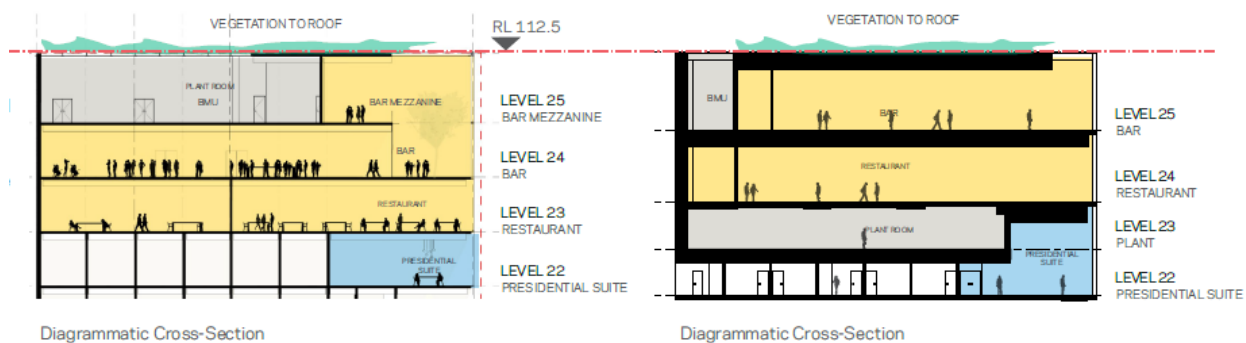 VEGETATION TO ROOF
RL 112.5
PLANT ROOM
BMU
BAR MEZZANINE
BAR
RESTAURANT
PRESIDENTIAL
SUITE
LEVEL 25
BAR MEZZANINE
LEVEL 24
BAR
LEVEL 23
RESTAURANT
LEVEL 22
PRESIDENTIAL SUITE
Diagrammatic Cross-Section
VEGETATION TO ROOF
BMU
BAR
RESTAURANT
PLANT ROOM
PRESIDENTIAL
SUITE
LEVEL 25
BAR
LEVEL 24
RESTAURANT
LEVEL 23
PLANT
LEVEL 22
PRESIDENTIAL SUITE
Diagrammatic Cross-Section